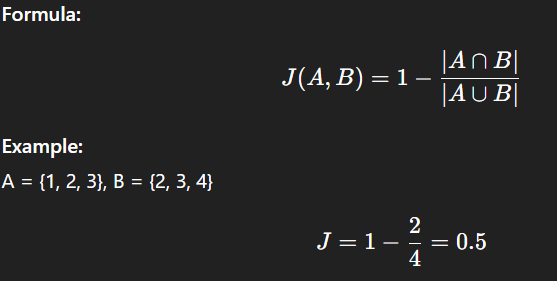 Formula:
J(A, B) = 1 − |A ∩ B| / |A ∪ B|
Example:
A = {1, 2, 3}, B = {2, 3, 4}
J = 1 − 2/4 = 0.5